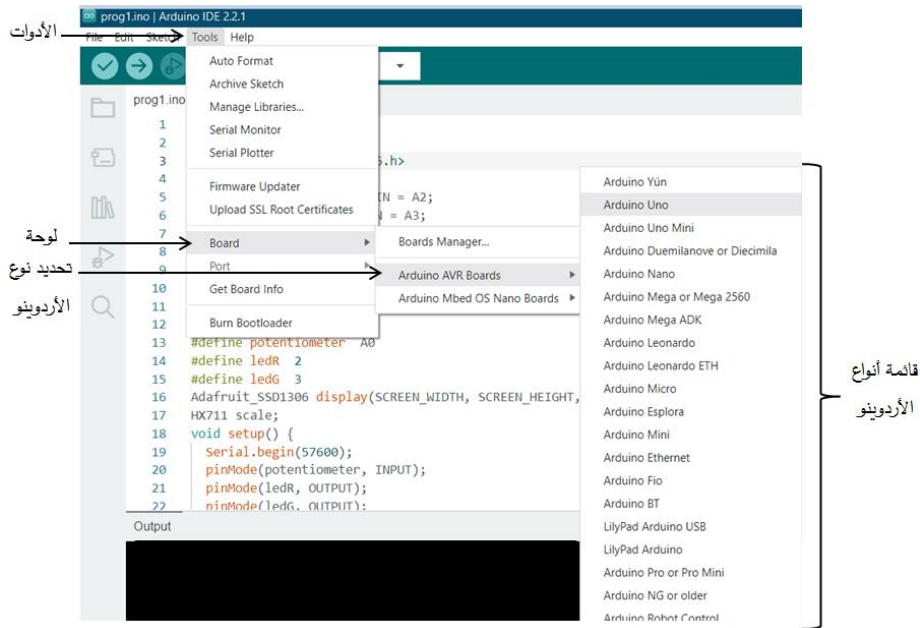 prog1.ino | Arduino IDE 2.2.1
الأدوات
File Edit Sketch Tools Help
Auto Format
Archive Sketch
Manage Libraries...
Serial Monitor
Serial Plotter
Firmware Updater
Upload SSL Root Certificates
لوحة
Board
Port
Get Board Info
Burn Bootloader
تحديد نوع
الأردوينو
Boards Manager...
Arduino AVR Boards
Arduino Mbed OS Nano Boards
Arduino Yún
Arduino Uno
Arduino Uno Mini
Arduino Duemilanove or Diecimila
Arduino Nano
Arduino Mega or Mega 2560
Arduino Mega ADK
Arduino Leonardo
Arduino Leonardo ETH
Arduino Micro
Arduino Esplora
Arduino Mini
Arduino Ethernet
Arduino Fio
Arduino BT
LilyPad Arduino USB
LilyPad Arduino
Arduino Pro or Pro Mini
Arduino NG or older
Arduino Robot Control
قائمة أنواع
الأردوينو
prog1.ino
1
2
3 .h>
4
5 IN = A2;
6 = A3;
7
8
9
10
11
12
13 #define potentiometer A0
14 #define ledR 2
15 #define ledG 3
16 Adafruit_SSD1306 display(SCREEN_WIDTH, SCREEN_HEIGHT,
17 HX711 scale;
18 void setup() {
19 Serial.begin(57600);
20 pinMode(potentiometer, INPUT);
21 pinMode(ledR, OUTPUT);
22 pinMode(ledG, OUTPUT);
Output